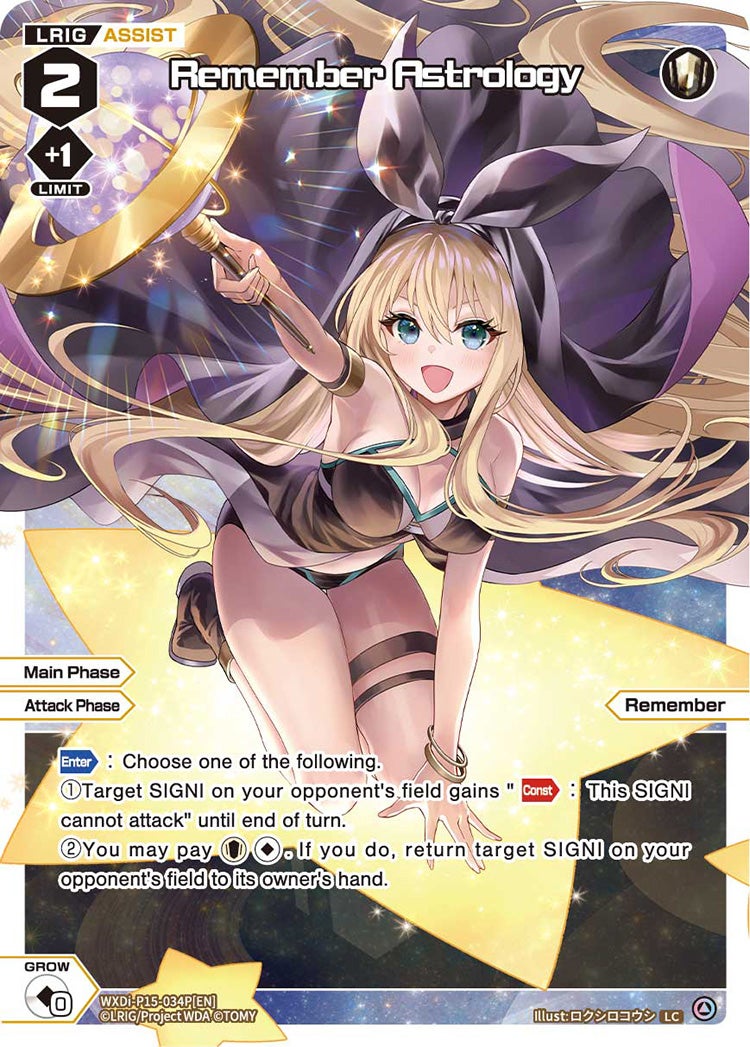 LRIG ASSIST
2
Remember Astrology
+1
LIMIT
Main Phase
Attack Phase
Remember
Enter : Choose one of the following.
①Target SIGNI on your opponent's field gains " Const : This SIGNI
cannot attack" until end of turn.
②You may pay . If you do, return target SIGNI on your
opponent's field to its owner's hand.
GROW
0
WXDi-P15-034P[EN]
©LRIG/Project WDA ©TOMY
Illust:ロクシロコウシ LC